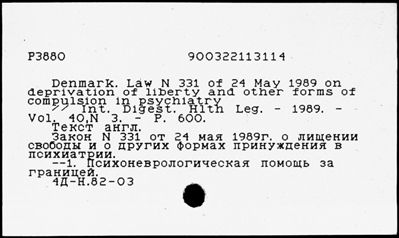 P3880 900322113114
Denmark. Law N 331 of 24 May 1989 on
deprivation of liberty and other forms of
compulsion in psychiatry
// Int. Digest. Hlth Leg. - 1989. -
Vol. 40,N 3. - P. 600.
Текст англ.
Закон N 331 от 24 мая 1989г. о лишении
свободы и о других формах принуждения в
психиатрии.
--1. Психоневрологическая помощь за
границей.
4Д-Н.82-03